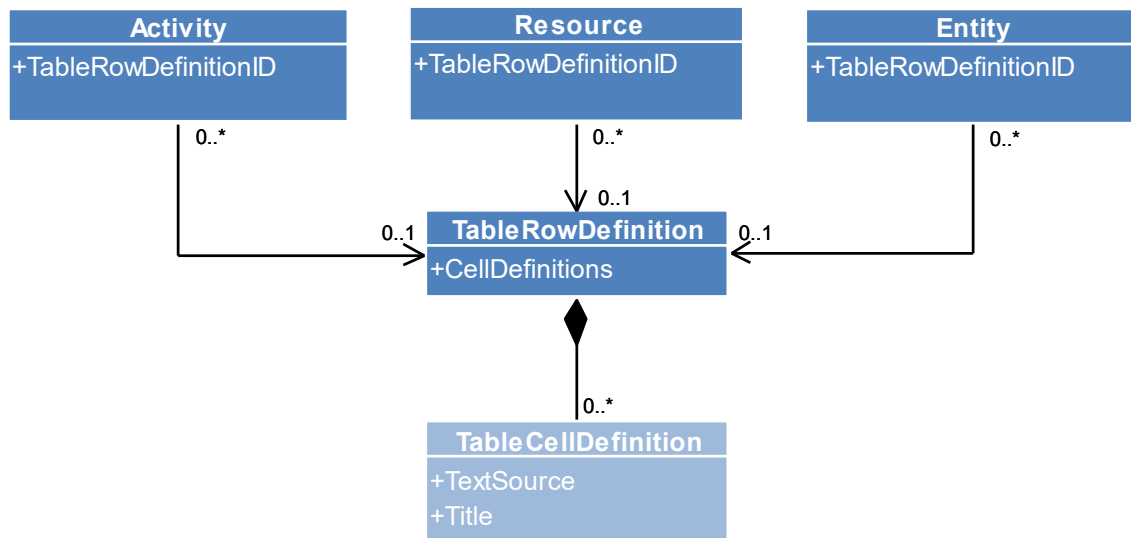 Activity
+TableRowDefinitionID
Resource
+TableRowDefinitionID
Entity
+TableRowDefinitionID
0..*
0..*
0..*
0..1
0..1
0..1
TableRowDefinition
+CellDefinitions
0..*
TableCellDefinition
+TextSource
+Title